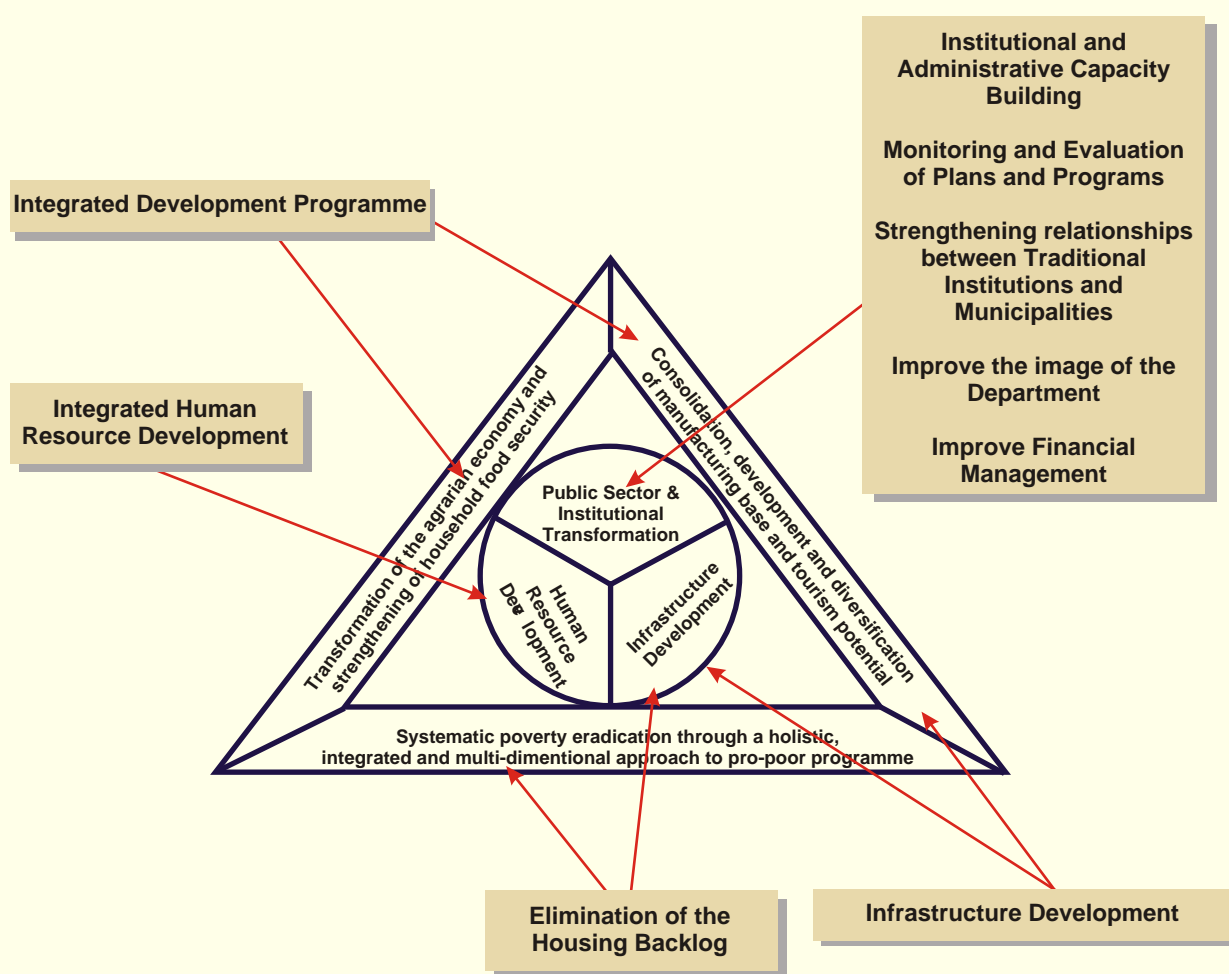 Institutional and
Administrative Capacity
Building
Monitoring and Evaluation
of Plans and Programs
Strengthening relationships
between Traditional
Institutions and
Municipalities
Improve the image of the
Department
Improve Financial
Management
Integrated Development Programme
Integrated Human
Resource Development
Transformation of the agrarian economy and
strengthening of household food security
Consolidation, development and diversification
of manufacturing base and tourism potential
Public Sector &
Institutional
Transformation
Human
Resource
Development
Infrastructure
Development
Systematic poverty eradication through a holistic,
integrated and multi-dimentional approach to pro-poor programme
Elimination of the
Housing Backlog
Infrastructure Development